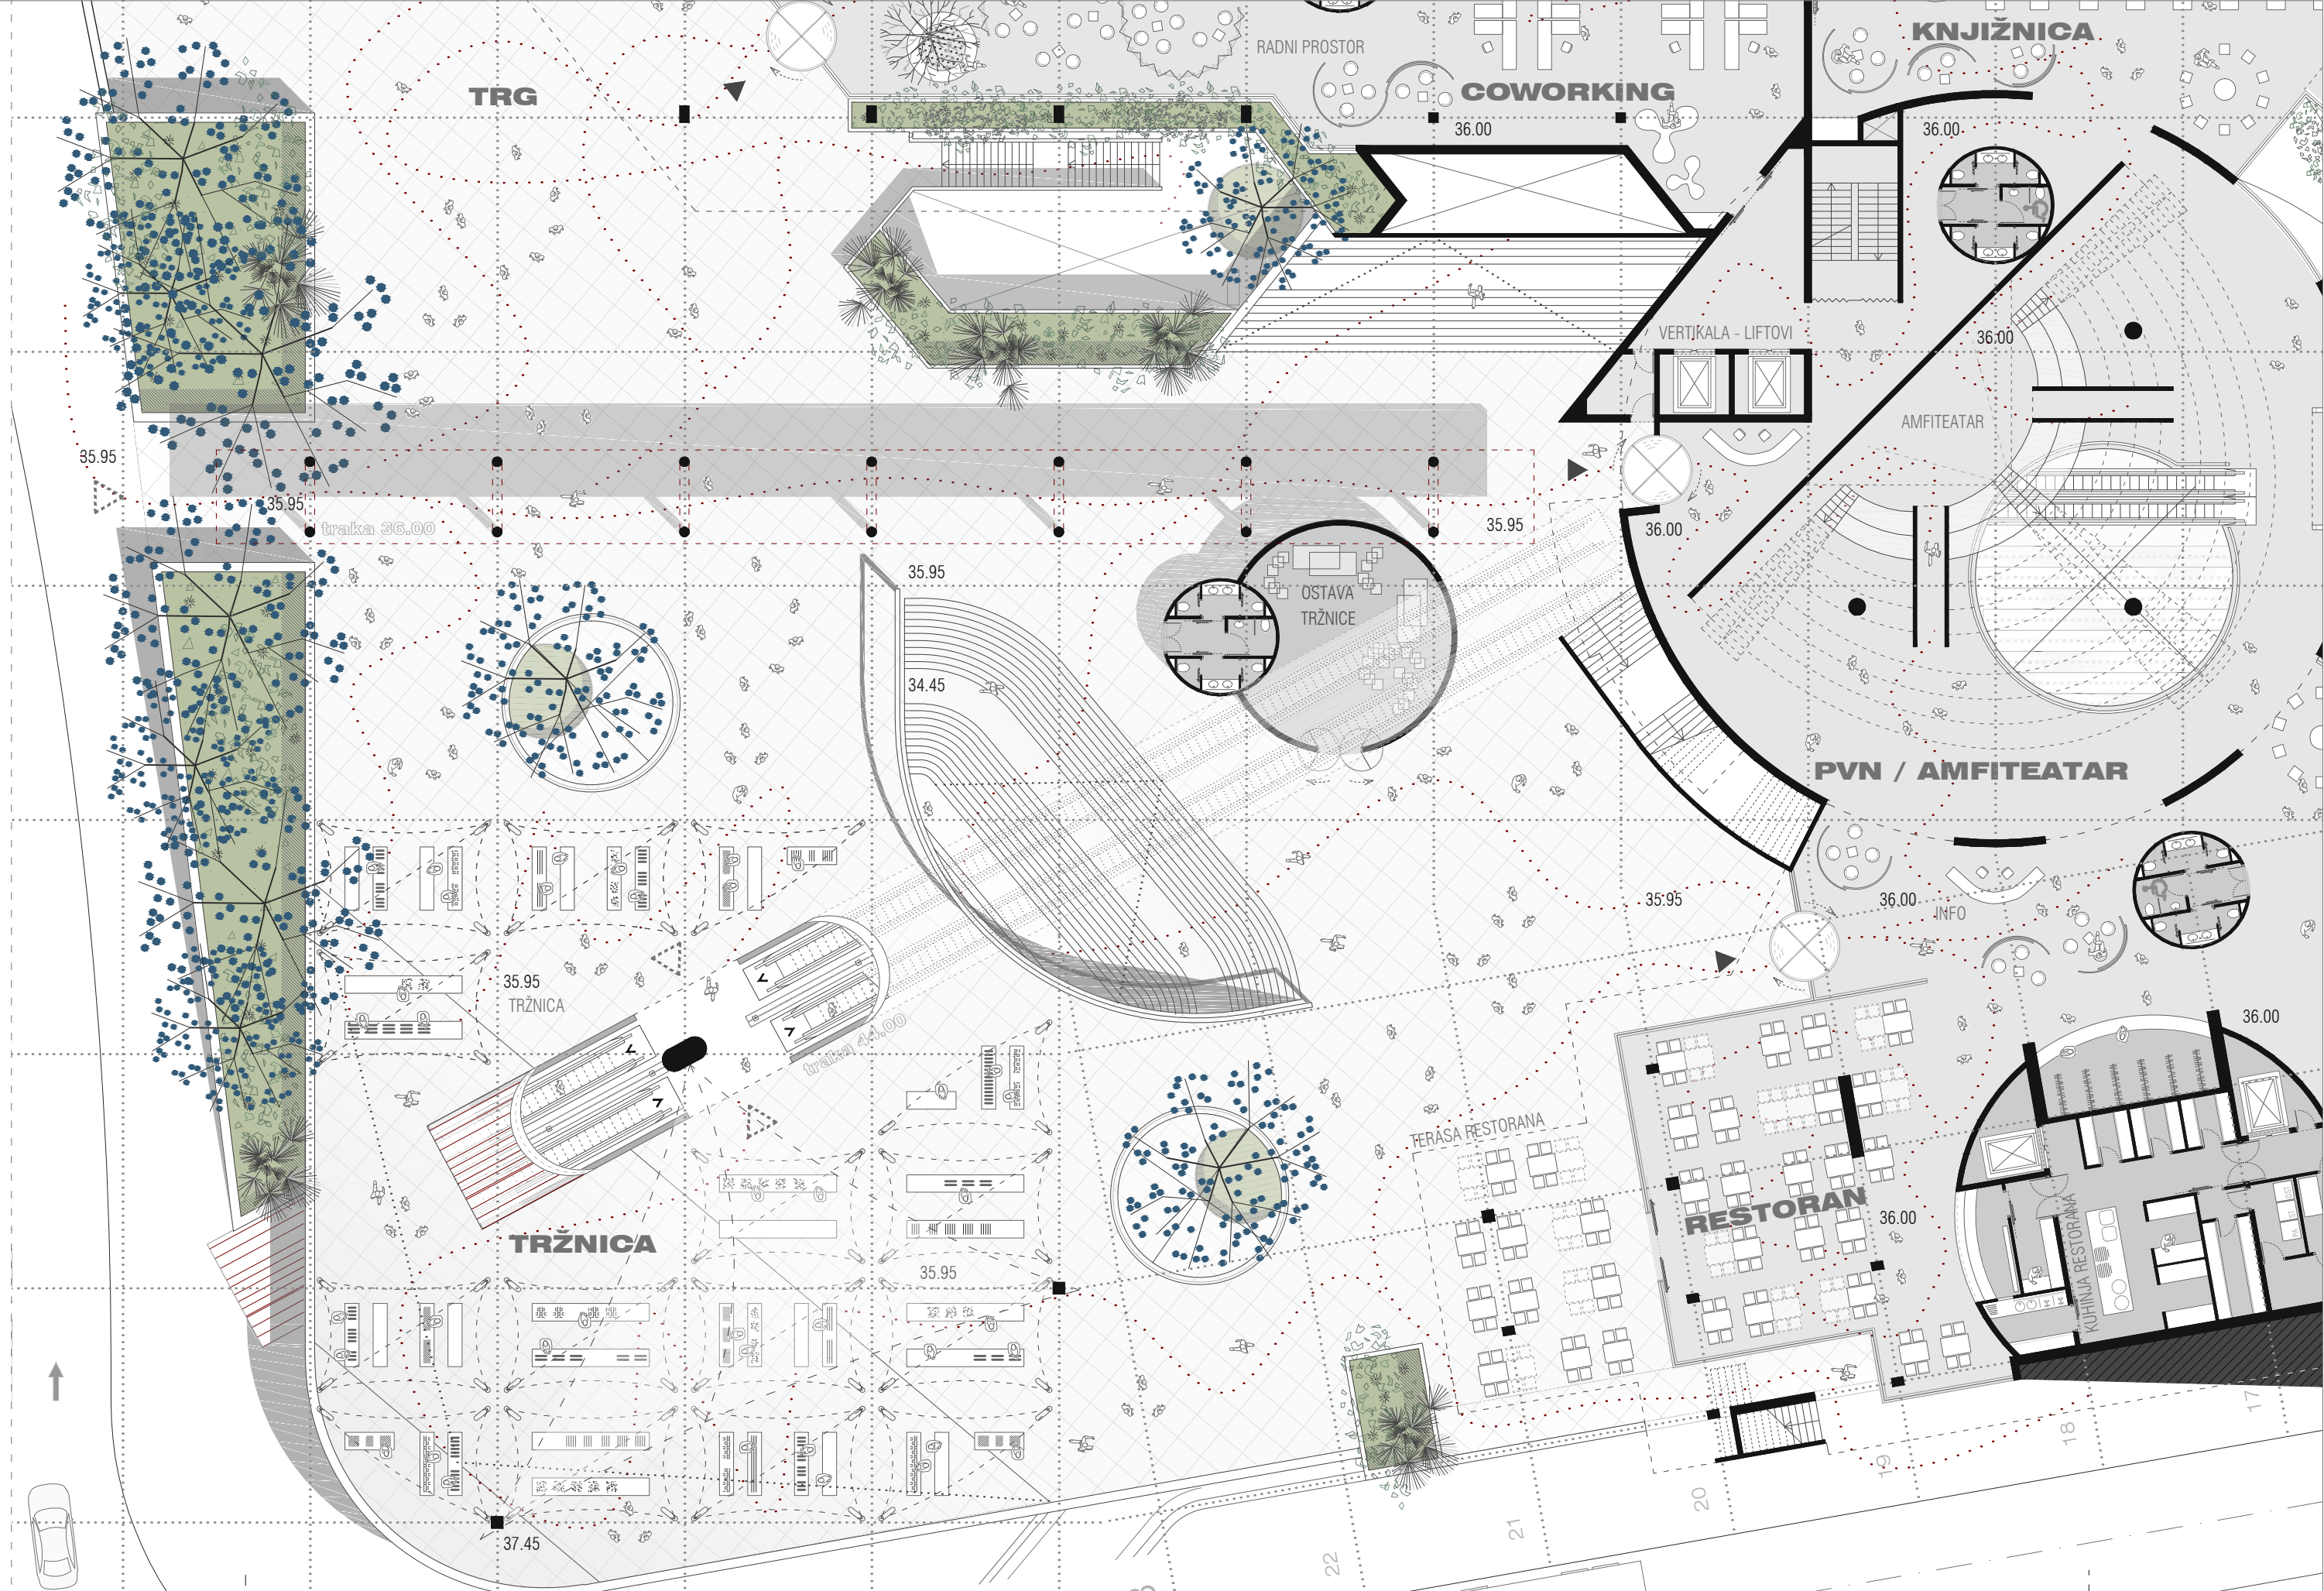 KNJIŽNICA
RADNI PROSTOR
COWORKING
TRG
36.00
36.00
VERTIKALA - LIFTOVI
36.00
AMFITEATAR
35.95
35.95
traka 36.00
35.95
36.00
35.95
OSTAVA
TRŽNICE
34.45
PVN / AMFITEATAR
35.95
36.00
INFO
35.95
TRŽNICA
traka 44.00
36.00
TERASA RESTORANA
RESTORAN
36.00
KUHINJA RESTORANA
TRŽNICA
35.95
37.45
17
18
19
20
21
22